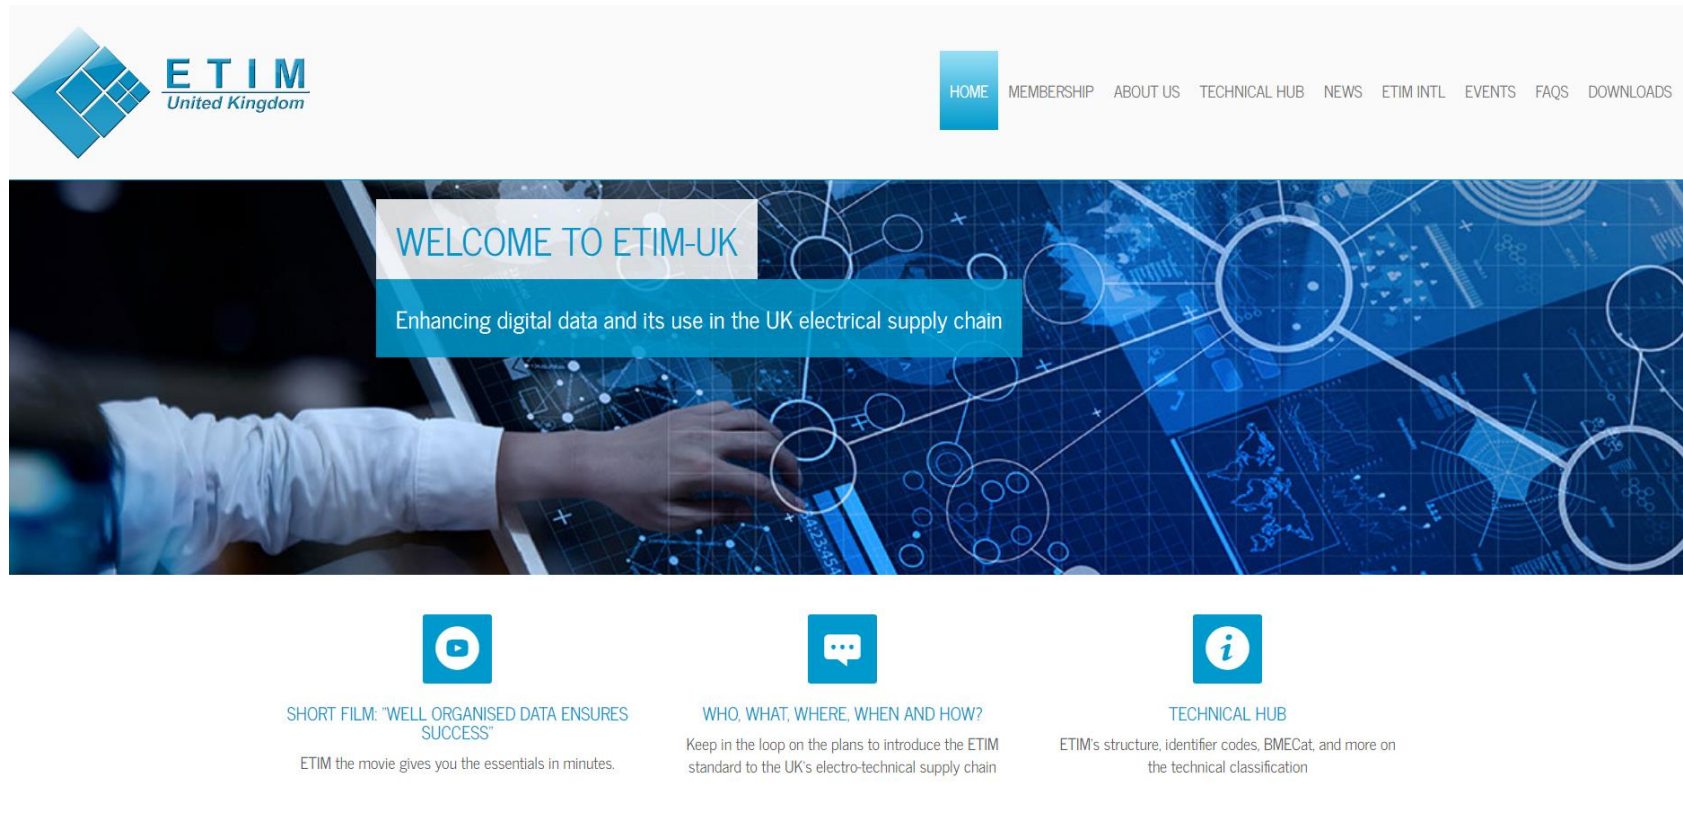 ETIM
United Kingdom
HOME MEMBERSHIP ABOUT US TECHNICAL HUB NEWS ETIM INTL EVENTS FAQS DOWNLOADS
WELCOME TO ETIM-UK
Enhancing digital data and its use in the UK electrical supply chain
SHORT FILM: "WELL ORGANISED DATA ENSURES
SUCCESS"
ETIM the movie gives you the essentials in minutes.
WHO, WHAT, WHERE, WHEN AND HOW?
Keep in the loop on the plans to introduce the ETIM
standard to the UK's electro-technical supply chain
TECHNICAL HUB
ETIM's structure, identifier codes, BMECat, and more on
the technical classification